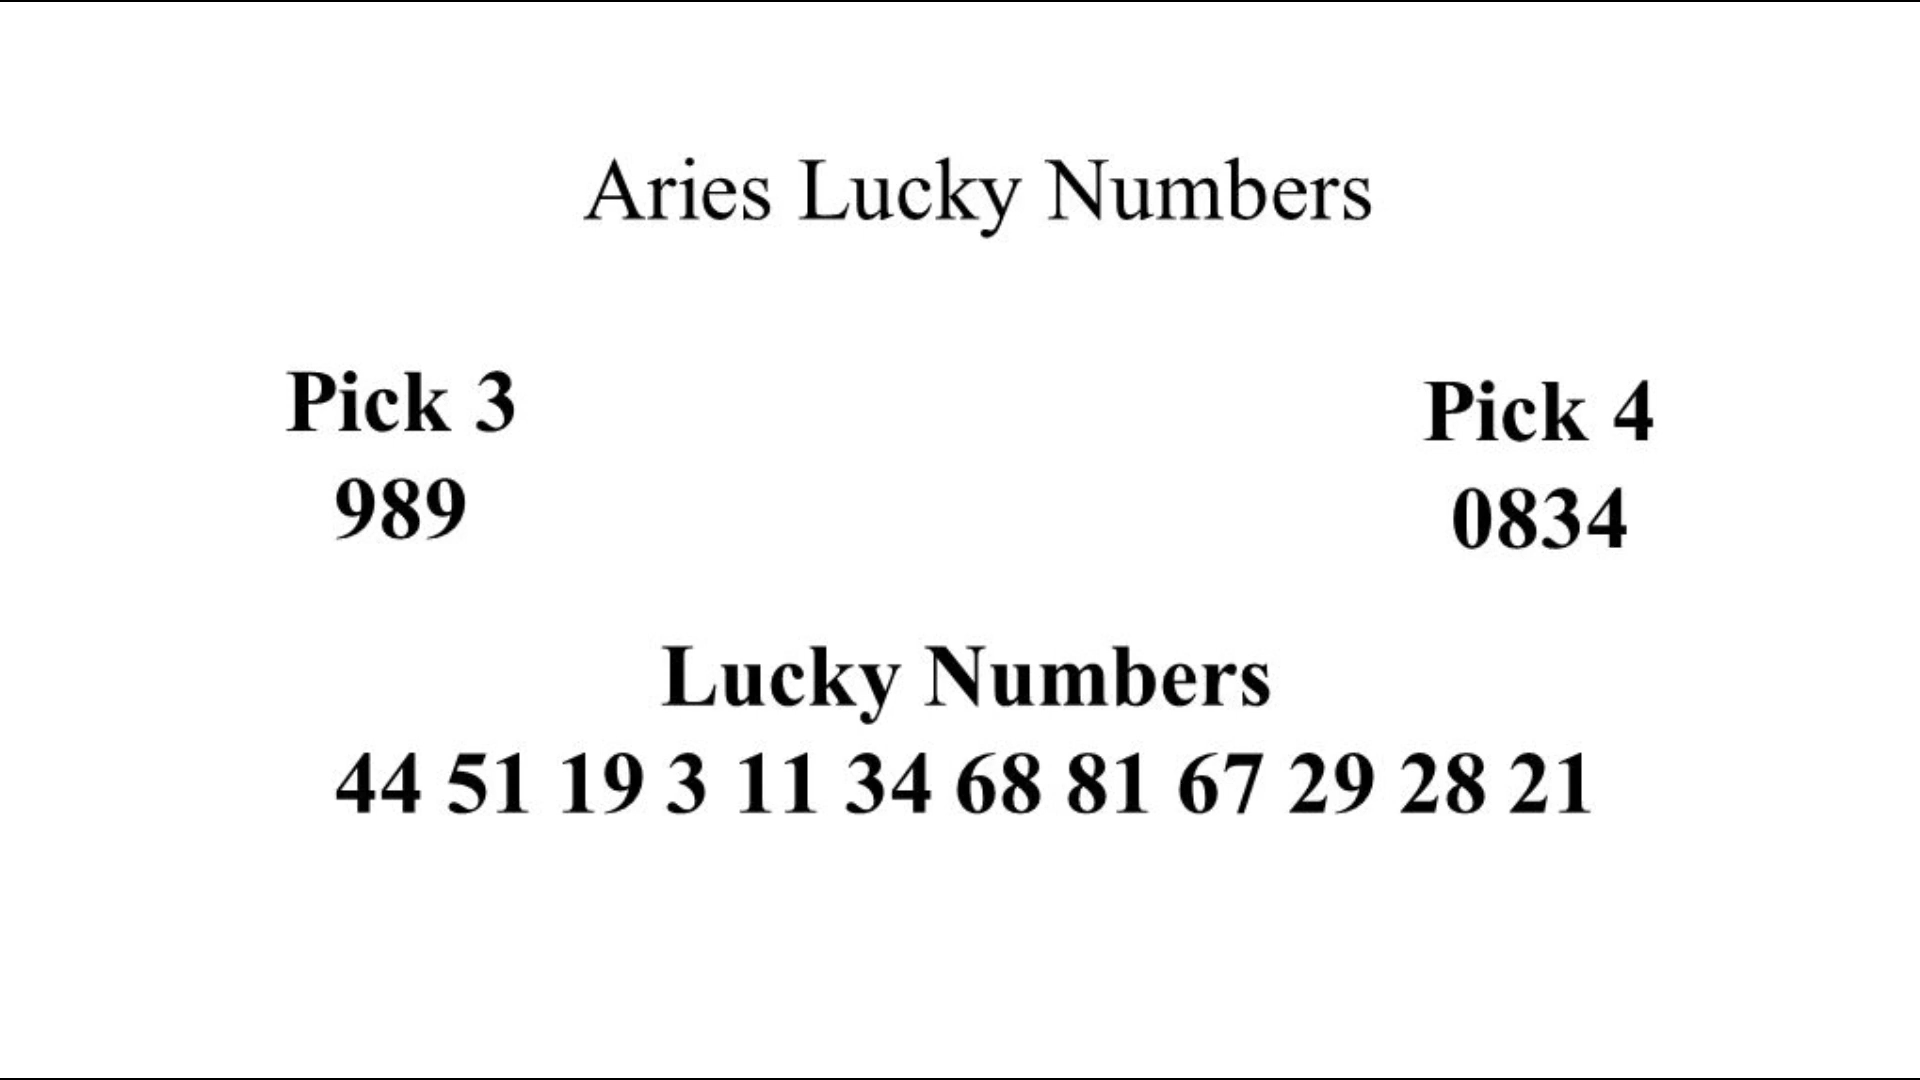 Aries Lucky Numbers
Pick 3
989
Pick 4
0834
Lucky Numbers
44 51 19 3 11 34 68 81 67 29 28 21